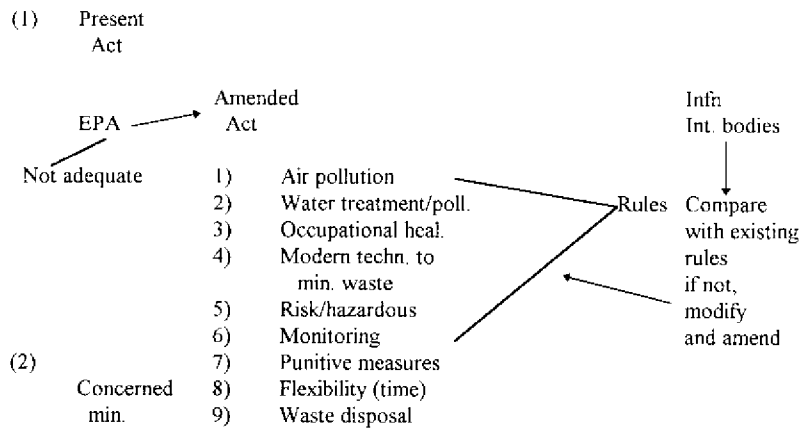 (1) Present
Act
Amended
Act
EPA
Not adequate
1) Air pollution
2) Water treatment/poll.
3) Occupational heal.
4) Modern techn. to
min. waste
5) Risk/hazardous
6) Monitoring
7) Punitive measures
8) Flexibility (time)
9) Waste disposal
(2)
Concerned
min.
Rules
Infn
Int. bodies
Compare
with existing
rules
if not,
modify
and amend